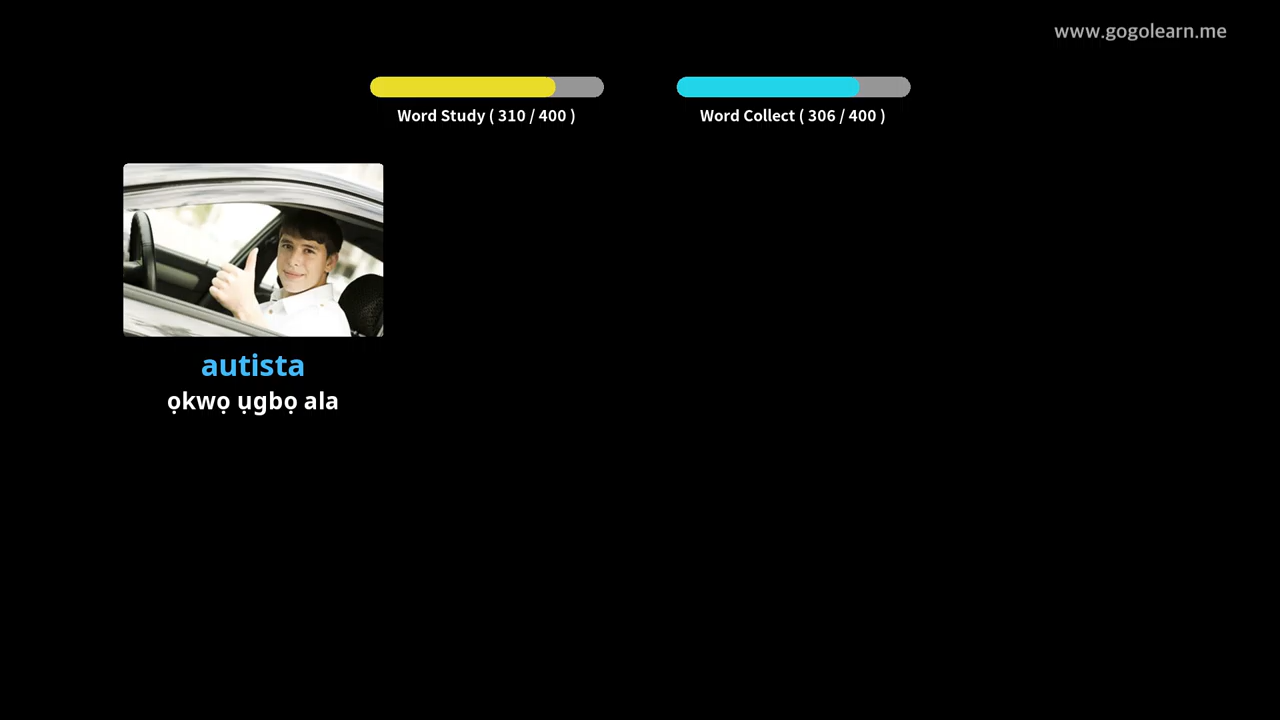 www.gogolearn.me
Word Study ( 310 / 400 )
Word Collect ( 306 / 400 )
autista
ọkwọ ụgbọ ala